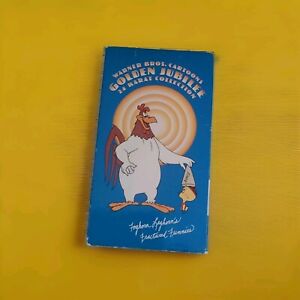 WARNER BROS. CARTOONS
GOLDEN JUBILEE
24 KARAT COLLECTION
Foghorn Leghorn's
Fractured Funnies